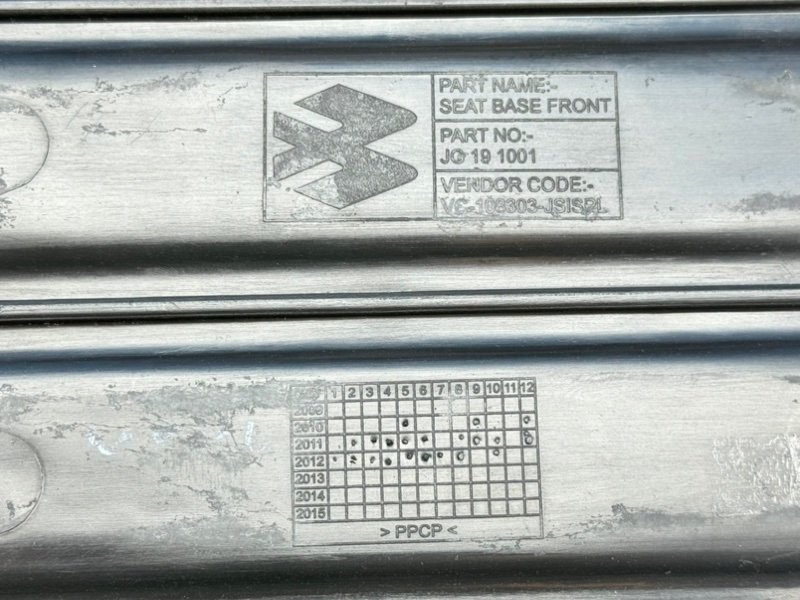 PART NAME:-
SEAT BASE FRONT
PART NO:-
JG 19 1001
VENDOR CODE:-
1 2 3 4 5 6 7 8 9 10 11 12
2009
2010
2011
2012
2013
2014
2015
> PPCP <